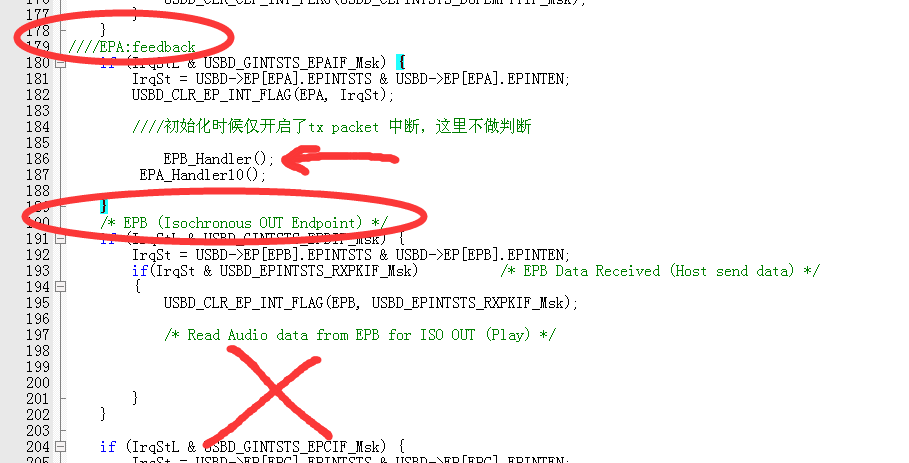 176 USBD_CLR_CEP_INT_FLAG(USBD_CEPINTSTS_BUFEMPTYIF_Msk);
177 }
178 }
179 ////EPA:feedback
180 if (IrqStL & USBD_GINTSTS_EPAIF_Msk) {
181 IrqSt = USBD->EP[EPA].EPINTSTS & USBD->EP[EPA].EPINTEN;
182 USBD_CLR_EP_INT_FLAG(EPA, IrqSt);
183
184 ////初始化时候仅开启了tx packet 中断，这里不做判断
185
186 EPB_Handler();
187 EPA_Handler10();
188
189 }
190 /* EPB (Isochronous OUT Endpoint) */
191 if (IrqStL & USBD_GINTSTS_EPBIF_Msk) {
192 IrqSt = USBD->EP[EPB].EPINTSTS & USBD->EP[EPB].EPINTEN;
193 if(IrqSt & USBD_EPINTSTS_RXPKIF_Msk) /* EPB Data Received (Host send data) */
194 {
195 USBD_CLR_EP_INT_FLAG(EPB, USBD_EPINTSTS_RXPKIF_Msk);
196
197 /* Read Audio data from EPB for ISO OUT (Play) */
198
199
200
201 }
202 }
203
204 if (IrqStL & USBD_GINTSTS_EPCIF_Msk) {
205 IrqSt = USBD->EP[EPC].EPINTSTS & USBD->EP[EPC].EPINTEN;